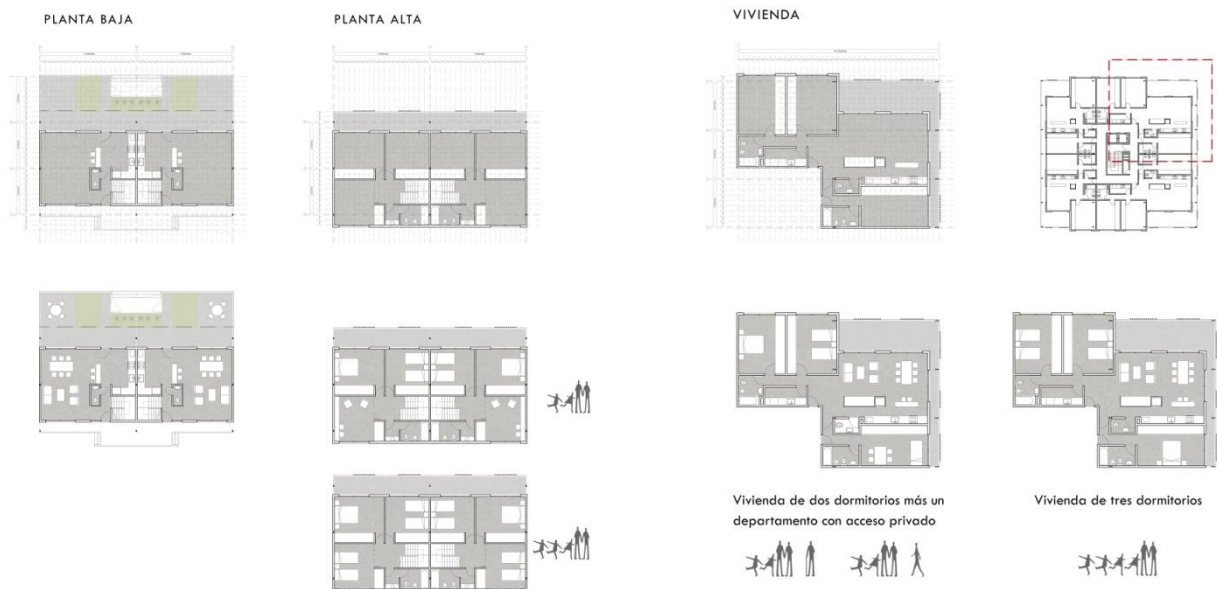 PLANTA BAJA
PLANTA ALTA
VIVIENDA
Vivienda de dos dormitorios más un
departamento con acceso privado
Vivienda de tres dormitorios